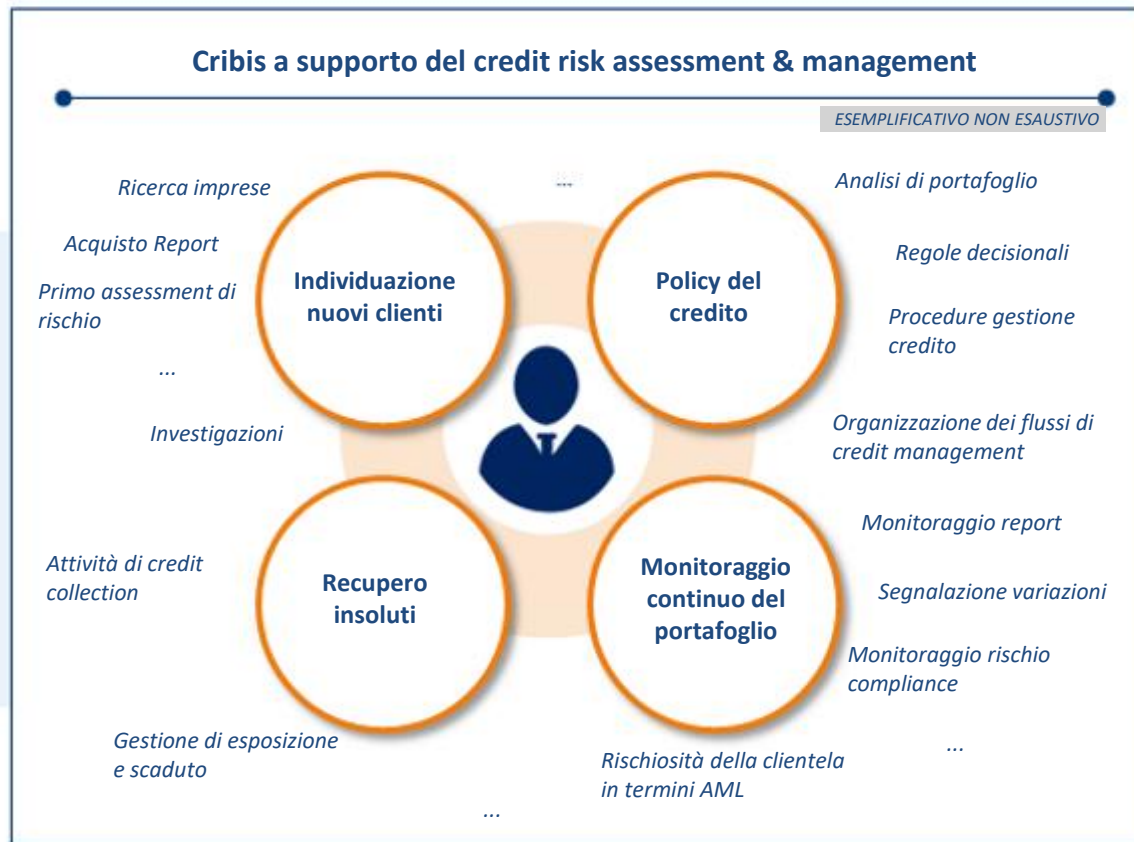 Cribis a supporto del credit risk assessment & management
ESEMPLIFICATIVO NON ESAUSTIVO
Ricerca imprese
Acquisto Report
Primo assessment di
rischio
...
Individuazione
nuovi clienti
...
Policy del
credito
Analisi di portafoglio
Regole decisionali
Procedure gestione
credito
Organizzazione dei flussi di
credit management
Investigazioni
Attività di credit
collection
Recupero
insoluti
Gestione di esposizione
e scaduto
...
Monitoraggio
continuo del
portafoglio
Monitoraggio report
Segnalazione variazioni
Monitoraggio rischio
compliance
...
Rischiosità della clientela
in termini AML